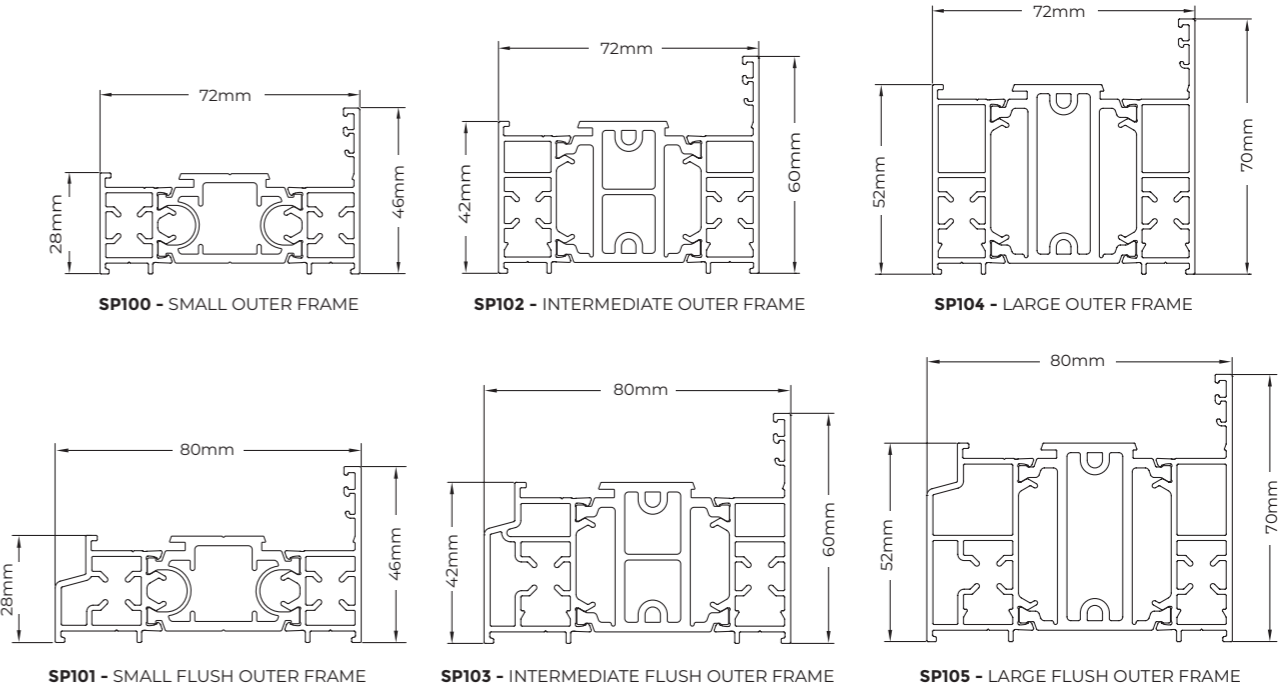 72mm
28mm
46mm
SP100 - SMALL OUTER FRAME
72mm
42mm
60mm
SP102 - INTERMEDIATE OUTER FRAME
72mm
52mm
70mm
SP104 - LARGE OUTER FRAME
80mm
28mm
46mm
SP101 - SMALL FLUSH OUTER FRAME
80mm
42mm
60mm
SP103 - INTERMEDIATE FLUSH OUTER FRAME
80mm
52mm
70mm
SP105 - LARGE FLUSH OUTER FRAME